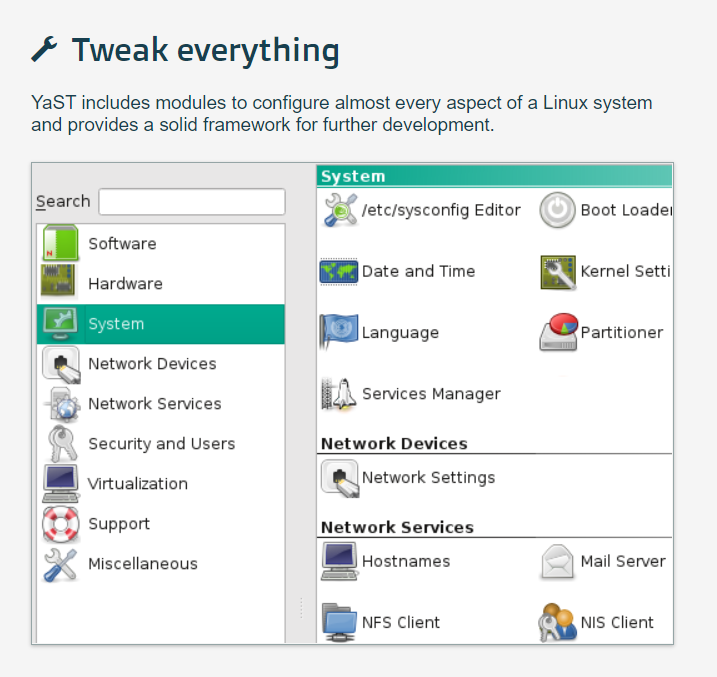 Tweak everything
YaST includes modules to configure almost every aspect of a Linux system
and provides a solid framework for further development.
Search
Software
N
Hardware
System
Network Devices
Network Services
Security and Users
Virtualization
Support
Miscellaneous
System
/etc/sysconfig Editor
Boot Loader
Date and Time
Kernel Setti
Language
Partitioner
Services Manager
Network Devices
Network Settings
Network Services
Hostnames
Mail Server
NFS Client
NIS Client